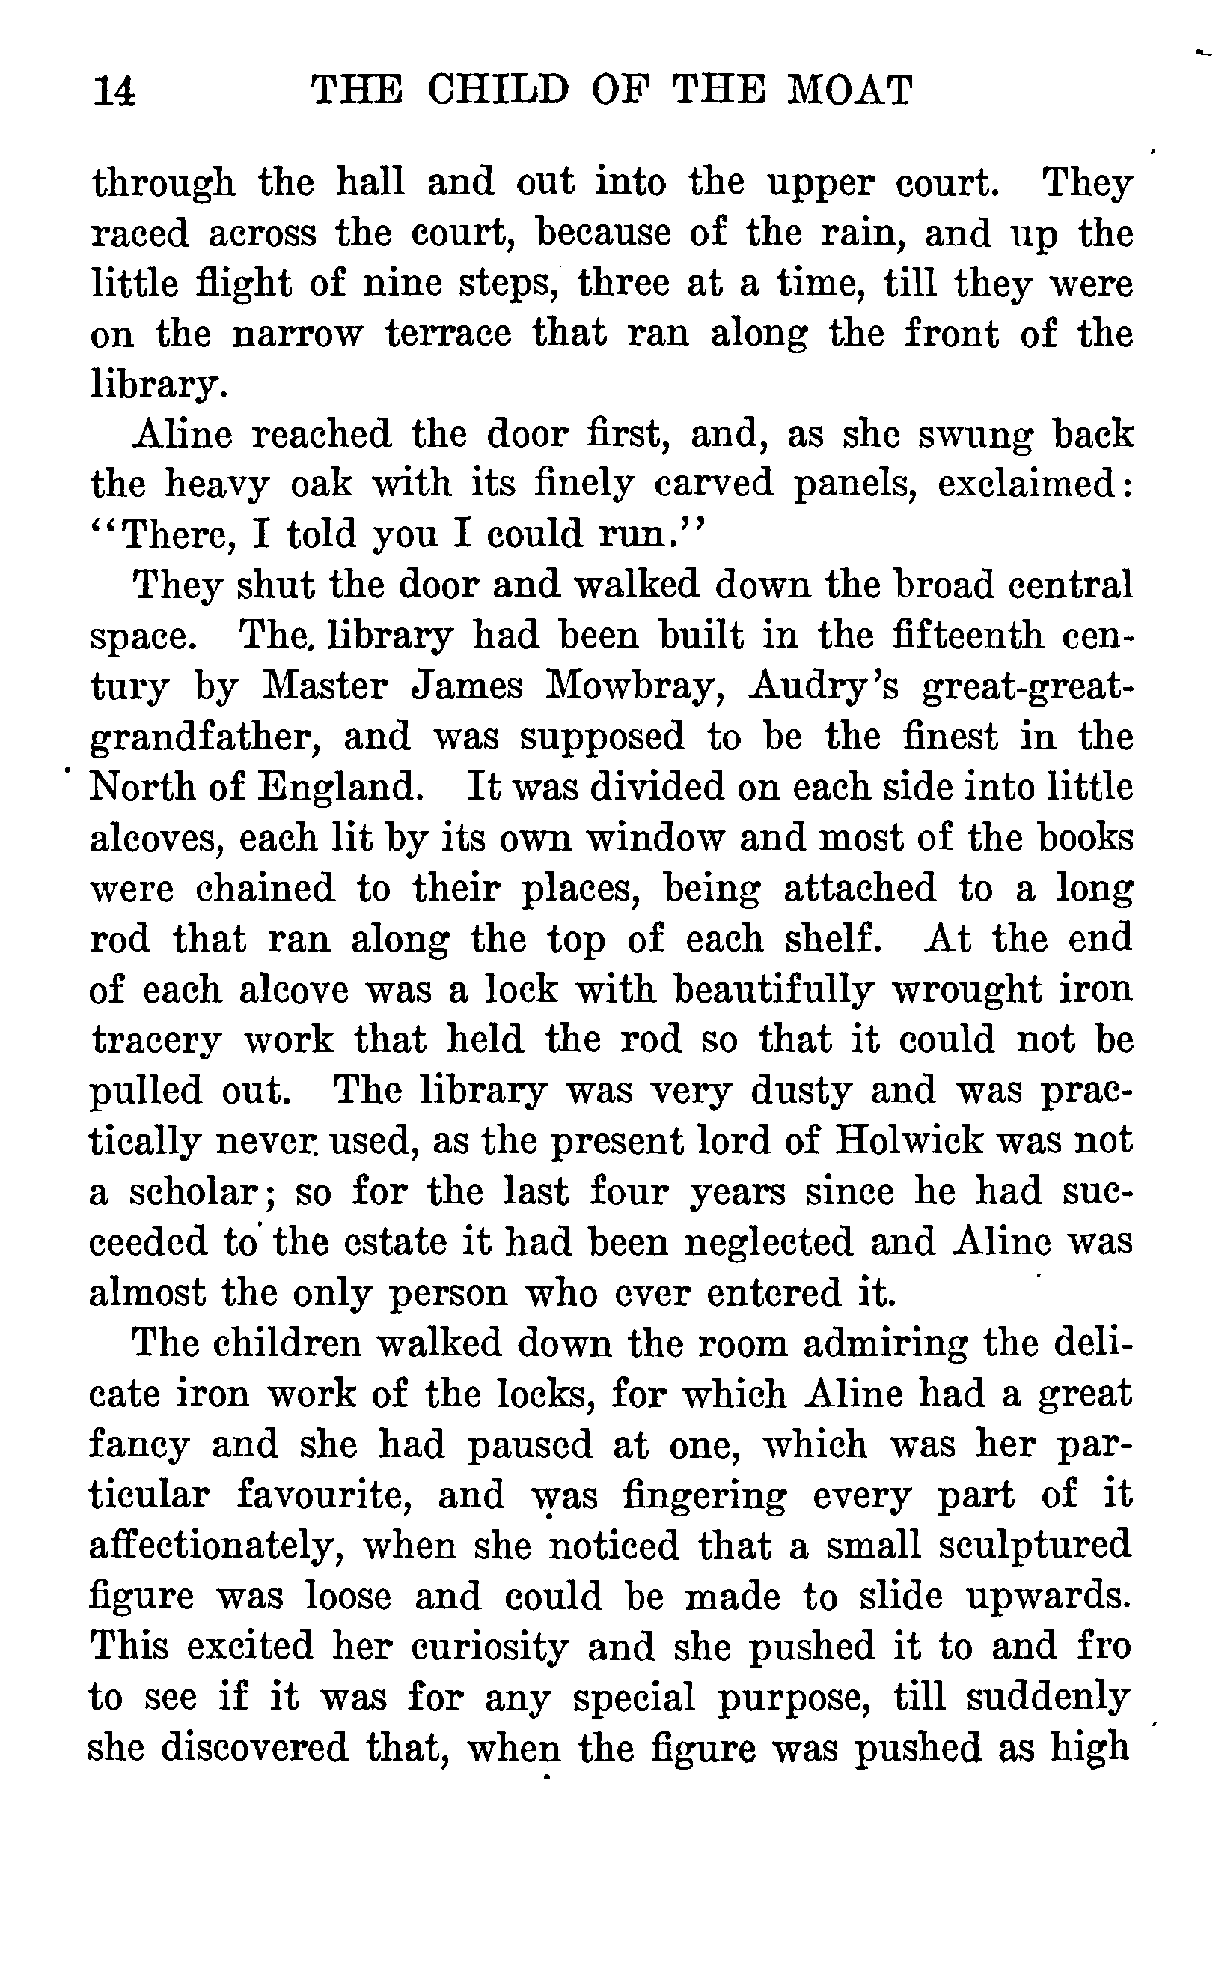 14 THE CHILD OF THE MOAT
through the hall and out into the upper court. They
raced across the court, because of the rain, and up the
little flight of nine steps, three at a time, till they were
on the narrow terrace that ran along the front of the
library.
Aline reached the door first, and, as she swung back
the heavy oak with its finely carved panels, exclaimed:
"There, I told you I could run."
They shut the door and walked down the broad central
space. The library had been built in the fifteenth cen-
tury by Master James Mowbray, Audry's great-great-
grandfather, and was supposed to be the finest in the
North of England. It was divided on each side into little
alcoves, each lit by its own window and most of the books
were chained to their places, being attached to a long
rod that ran along the top of each shelf. At the end
of each alcove was a lock with beautifully wrought iron
tracery work that held the rod so that it could not be
pulled out. The library was very dusty and was prac-
tically never used, as the present lord of Holwick was not
a scholar; so for the last four years since he had suc-
ceeded to the estate it had been neglected and Aline was
almost the only person who ever entered it.
The children walked down the room admiring the deli-
cate iron work of the locks, for which Aline had a great
fancy and she had paused at one, which was her par-
ticular favourite, and was fingering every part of it
affectionately, when she noticed that a small sculptured
figure was loose and could be made to slide upwards.
This excited her curiosity and she pushed it to and fro
to see if it was for any special purpose, till suddenly
she discovered that, when the figure was pushed as high